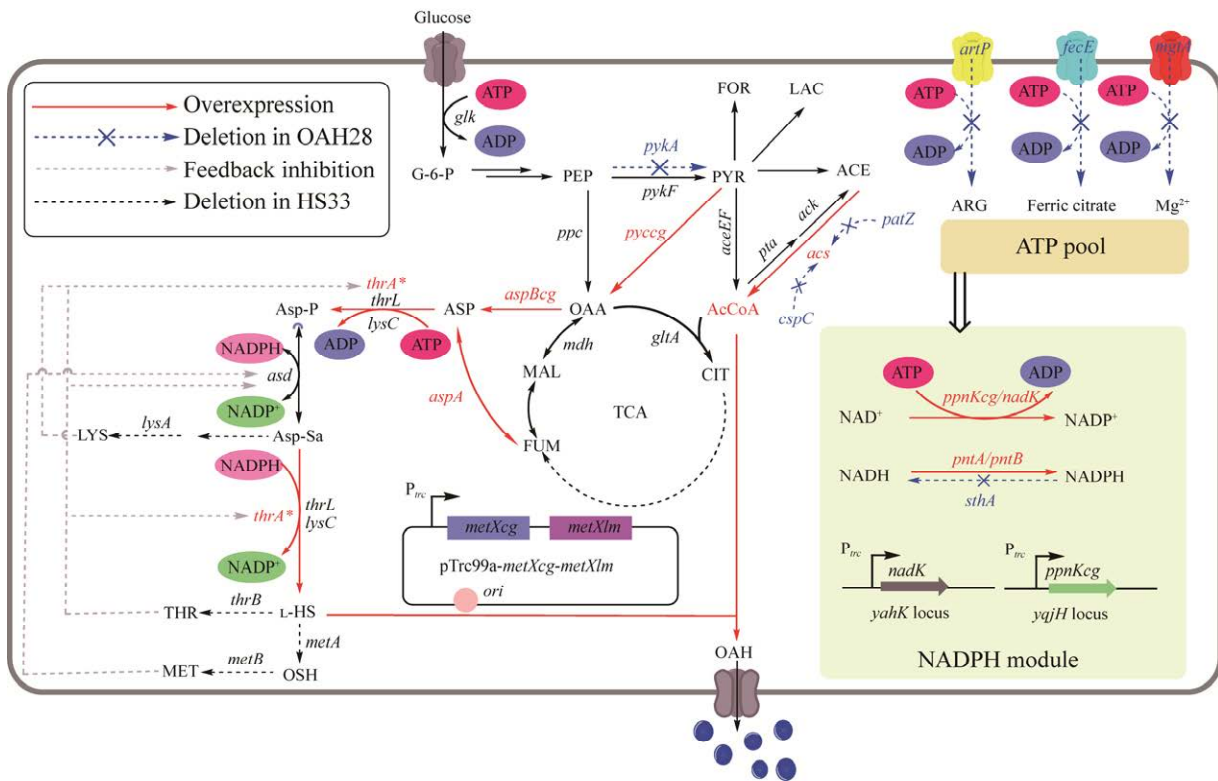 Glucose
artP
fecE
mgtA
Overexpression
Deletion in OAH28
Feedback inhibition
Deletion in HS33
glk
ATP
ADP
FOR
LAC
ATP
ATP
ATP
ADP
ADP
ADP
G-6-P
PEP
pykA
pykF
PYR
ACE
ARG
Ferric citrate
Mg²⁺
ATP pool
ppc
pyccg
aceEF
pta
ack
acs
patZ
cspC
thrA*
thrL
lysC
Asp-P
ASP
aspBcg
OAA
AcCoA
ADP
ATP
NADPH
asd
NADP⁺
mdh
gltA
MAL
CIT
aspA
TCA
FUM
LYS
lysA
Asp-Sa
NADPH
thrA*
thrL
lysC
NADP⁺
ATP
ADP
ppnKcg/nadK
NAD⁺
NADP⁺
pntA/pntB
NADH
NADPH
sthA
Ptrc
metXcg
metXlm
pTrc99a-metXcg-metXlm
ori
Ptrc
nadK
yahK locus
Ptrc
ppnKcg
yqjH locus
NADPH module
THR
thrB
L-HS
metA
MET
metB
OSH
OAH